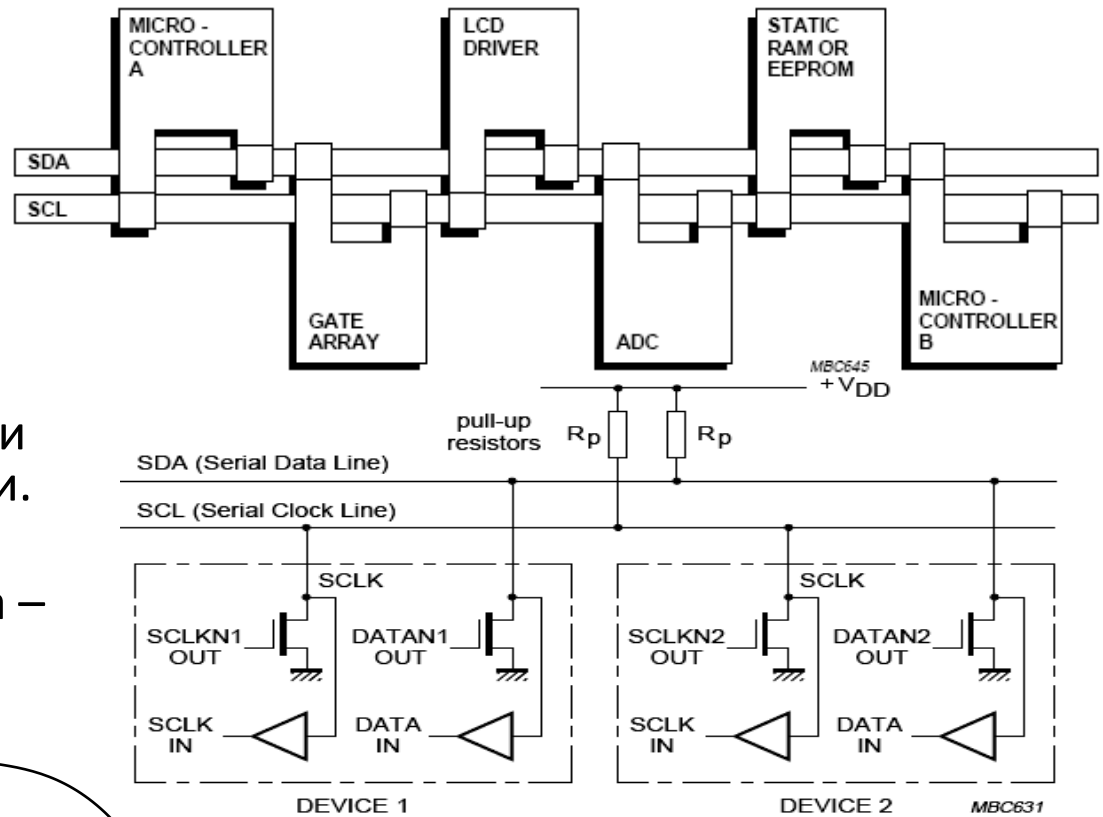 MICRO -
CONTROLLER
A
LCD
DRIVER
STATIC
RAM OR
EEPROM
SDA
SCL
GATE
ARRAY
ADC
MICRO -
CONTROLLER
B
MBC645
+ VDD
pull-up
resistors
Rp
Rp
и
и.
SDA (Serial Data Line)
SCL (Serial Clock Line)
–
SCLK
SCLK
SCLKN1
OUT
DATAN1
OUT
SCLKN2
OUT
DATAN2
OUT
SCLK
IN
DATA
IN
SCLK
IN
DATA
IN
DEVICE 1
DEVICE 2
MBC631